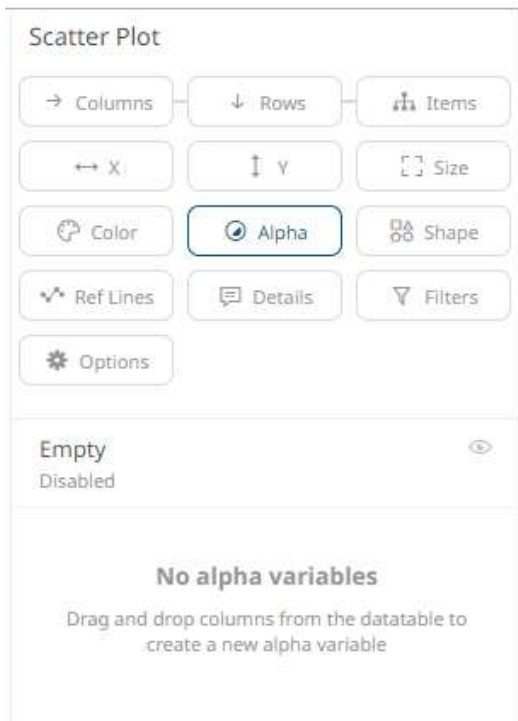 Scatter Plot
Columns Rows Items
X Y Size
Color Alpha Shape
Ref Lines Details Filters
Options
Empty
Disabled
No alpha variables
Drag and drop columns from the datatable to
create a new alpha variable